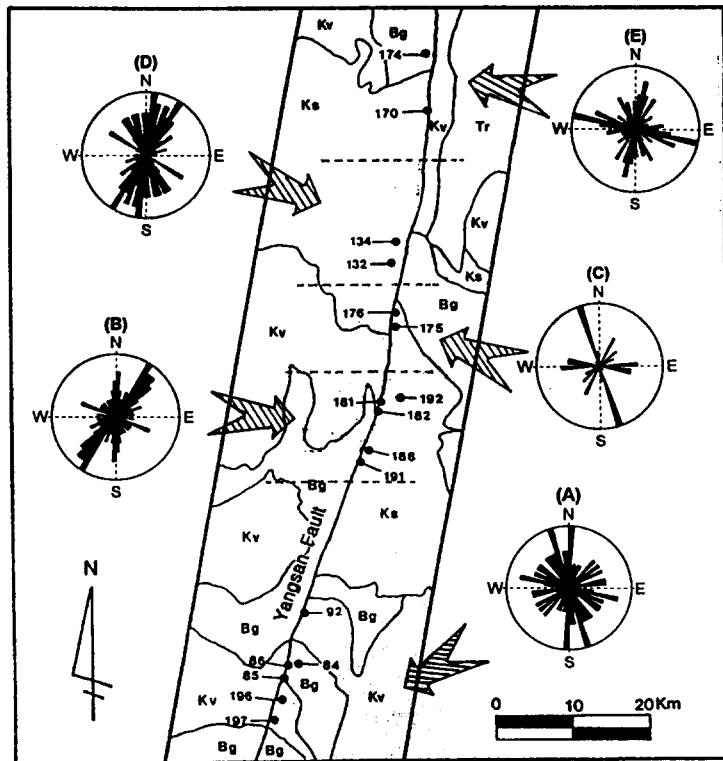 Kv
Bg
174
(D)
N
W
E
S
Ks
170
Kv
Tr
(E)
N
W
E
S
Kv
134
132
Ks
176
Bg
175
(B)
N
W
E
S
Kv
(C)
N
W
E
S
181
192
182
186
191
Bg
Ks
Kv
Yangsan Fault
(A)
N
W
E
S
N
92
Bg
86
84
85
Bg
Kv
Kv
196
197
Bg
Bg
0 10 20Km